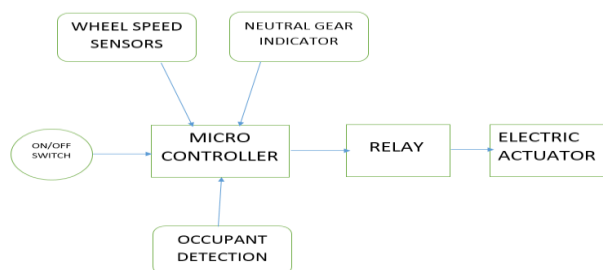 WHEEL SPEED
SENSORS
NEUTRAL GEAR
INDICATOR
ON/OFF
SWITCH
MICRO
CONTROLLER
RELAY
ELECTRIC
ACTUATOR
OCCUPANT
DETECTION